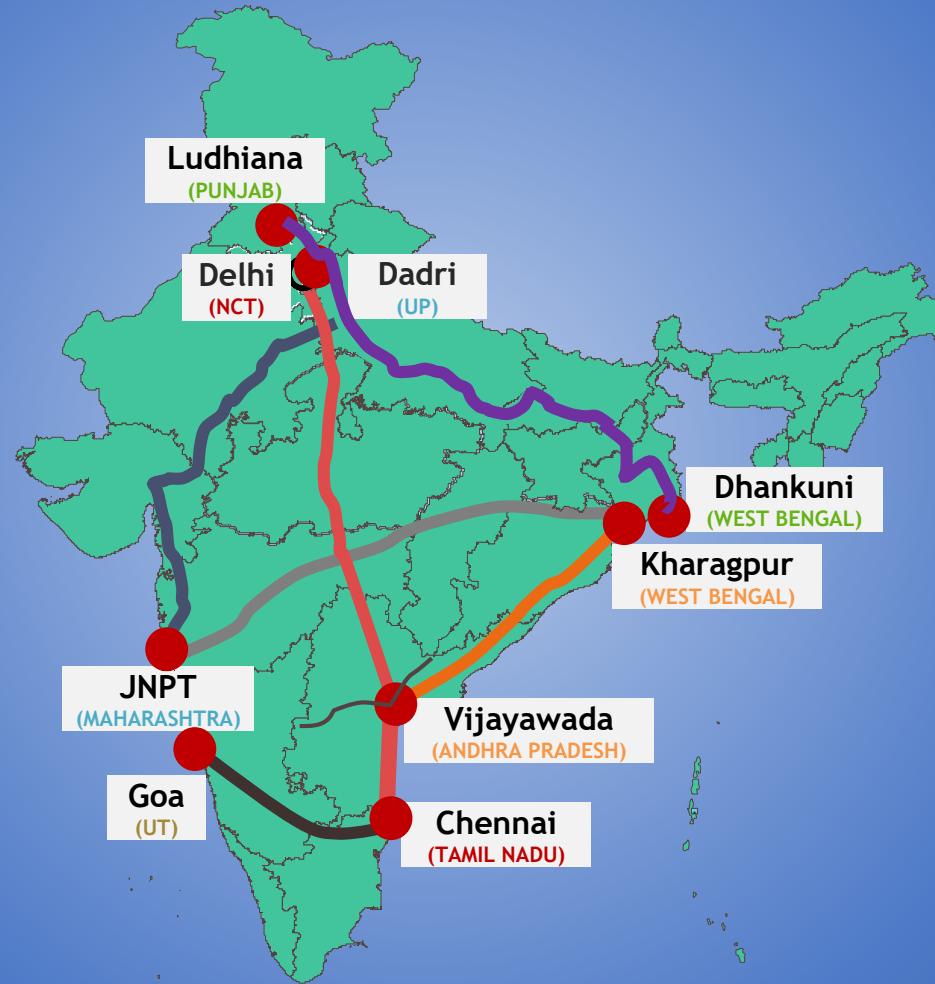 Ludhiana
(PUNJAB)
Delhi
(NCT)
Dadri
(UP)
Dhankuni
(WEST BENGAL)
Kharagpur
(WEST BENGAL)
JNPT
(MAHARASHTRA)
Vijayawada
(ANDHRA PRADESH)
Goa
(UT)
Chennai
(TAMIL NADU)